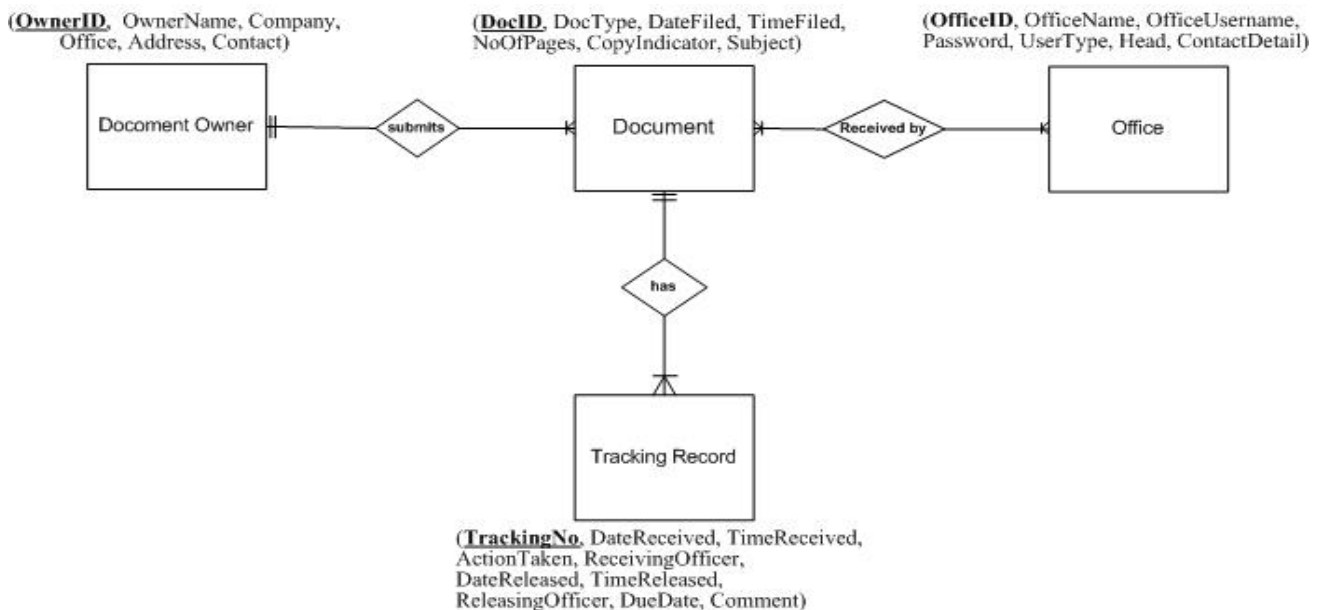 (OwnerID, OwnerName, Company,
Office, Address, Contact)
(DocID, DocType, DateFiled, TimeFiled,
NoOfPages, CopyIndicator, Subject)
(OfficeID, OfficeName, OfficeUsername,
Password, UserType, Head, ContactDetail)
Docoment Owner
submits
Document
Received by
Office
has
Tracking Record
(TrackingNo, DateReceived, TimeReceived,
ActionTaken, ReceivingOfficer,
DateReleased, TimeReleased,
ReleasingOfficer, DueDate, Comment)